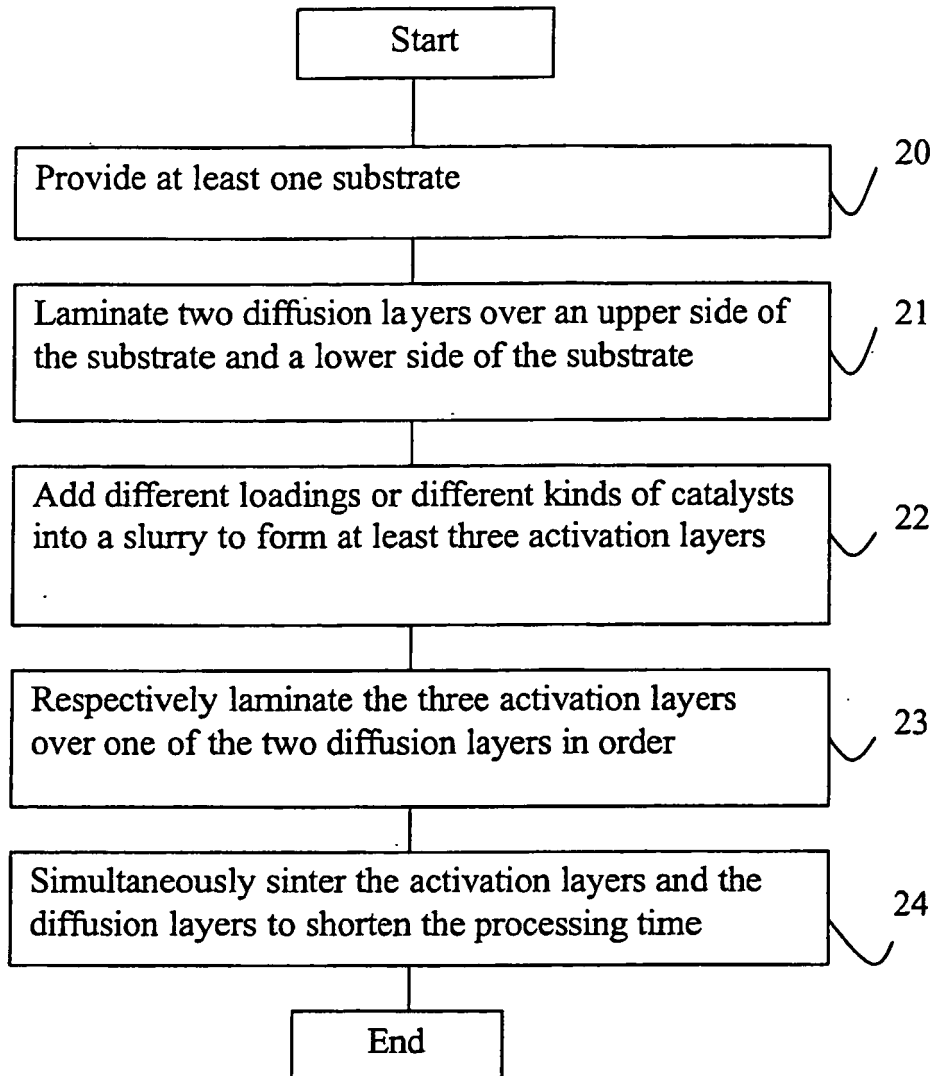 Start
Provide at least one substrate
20
Laminate two diffusion layers over an upper side of
the substrate and a lower side of the substrate
21
Add different loadings or different kinds of catalysts
into a slurry to form at least three activation layers
22
Respectively laminate the three activation layers
over one of the two diffusion layers in order
23
Simultaneously sinter the activation layers and the
diffusion layers to shorten the processing time
24
End